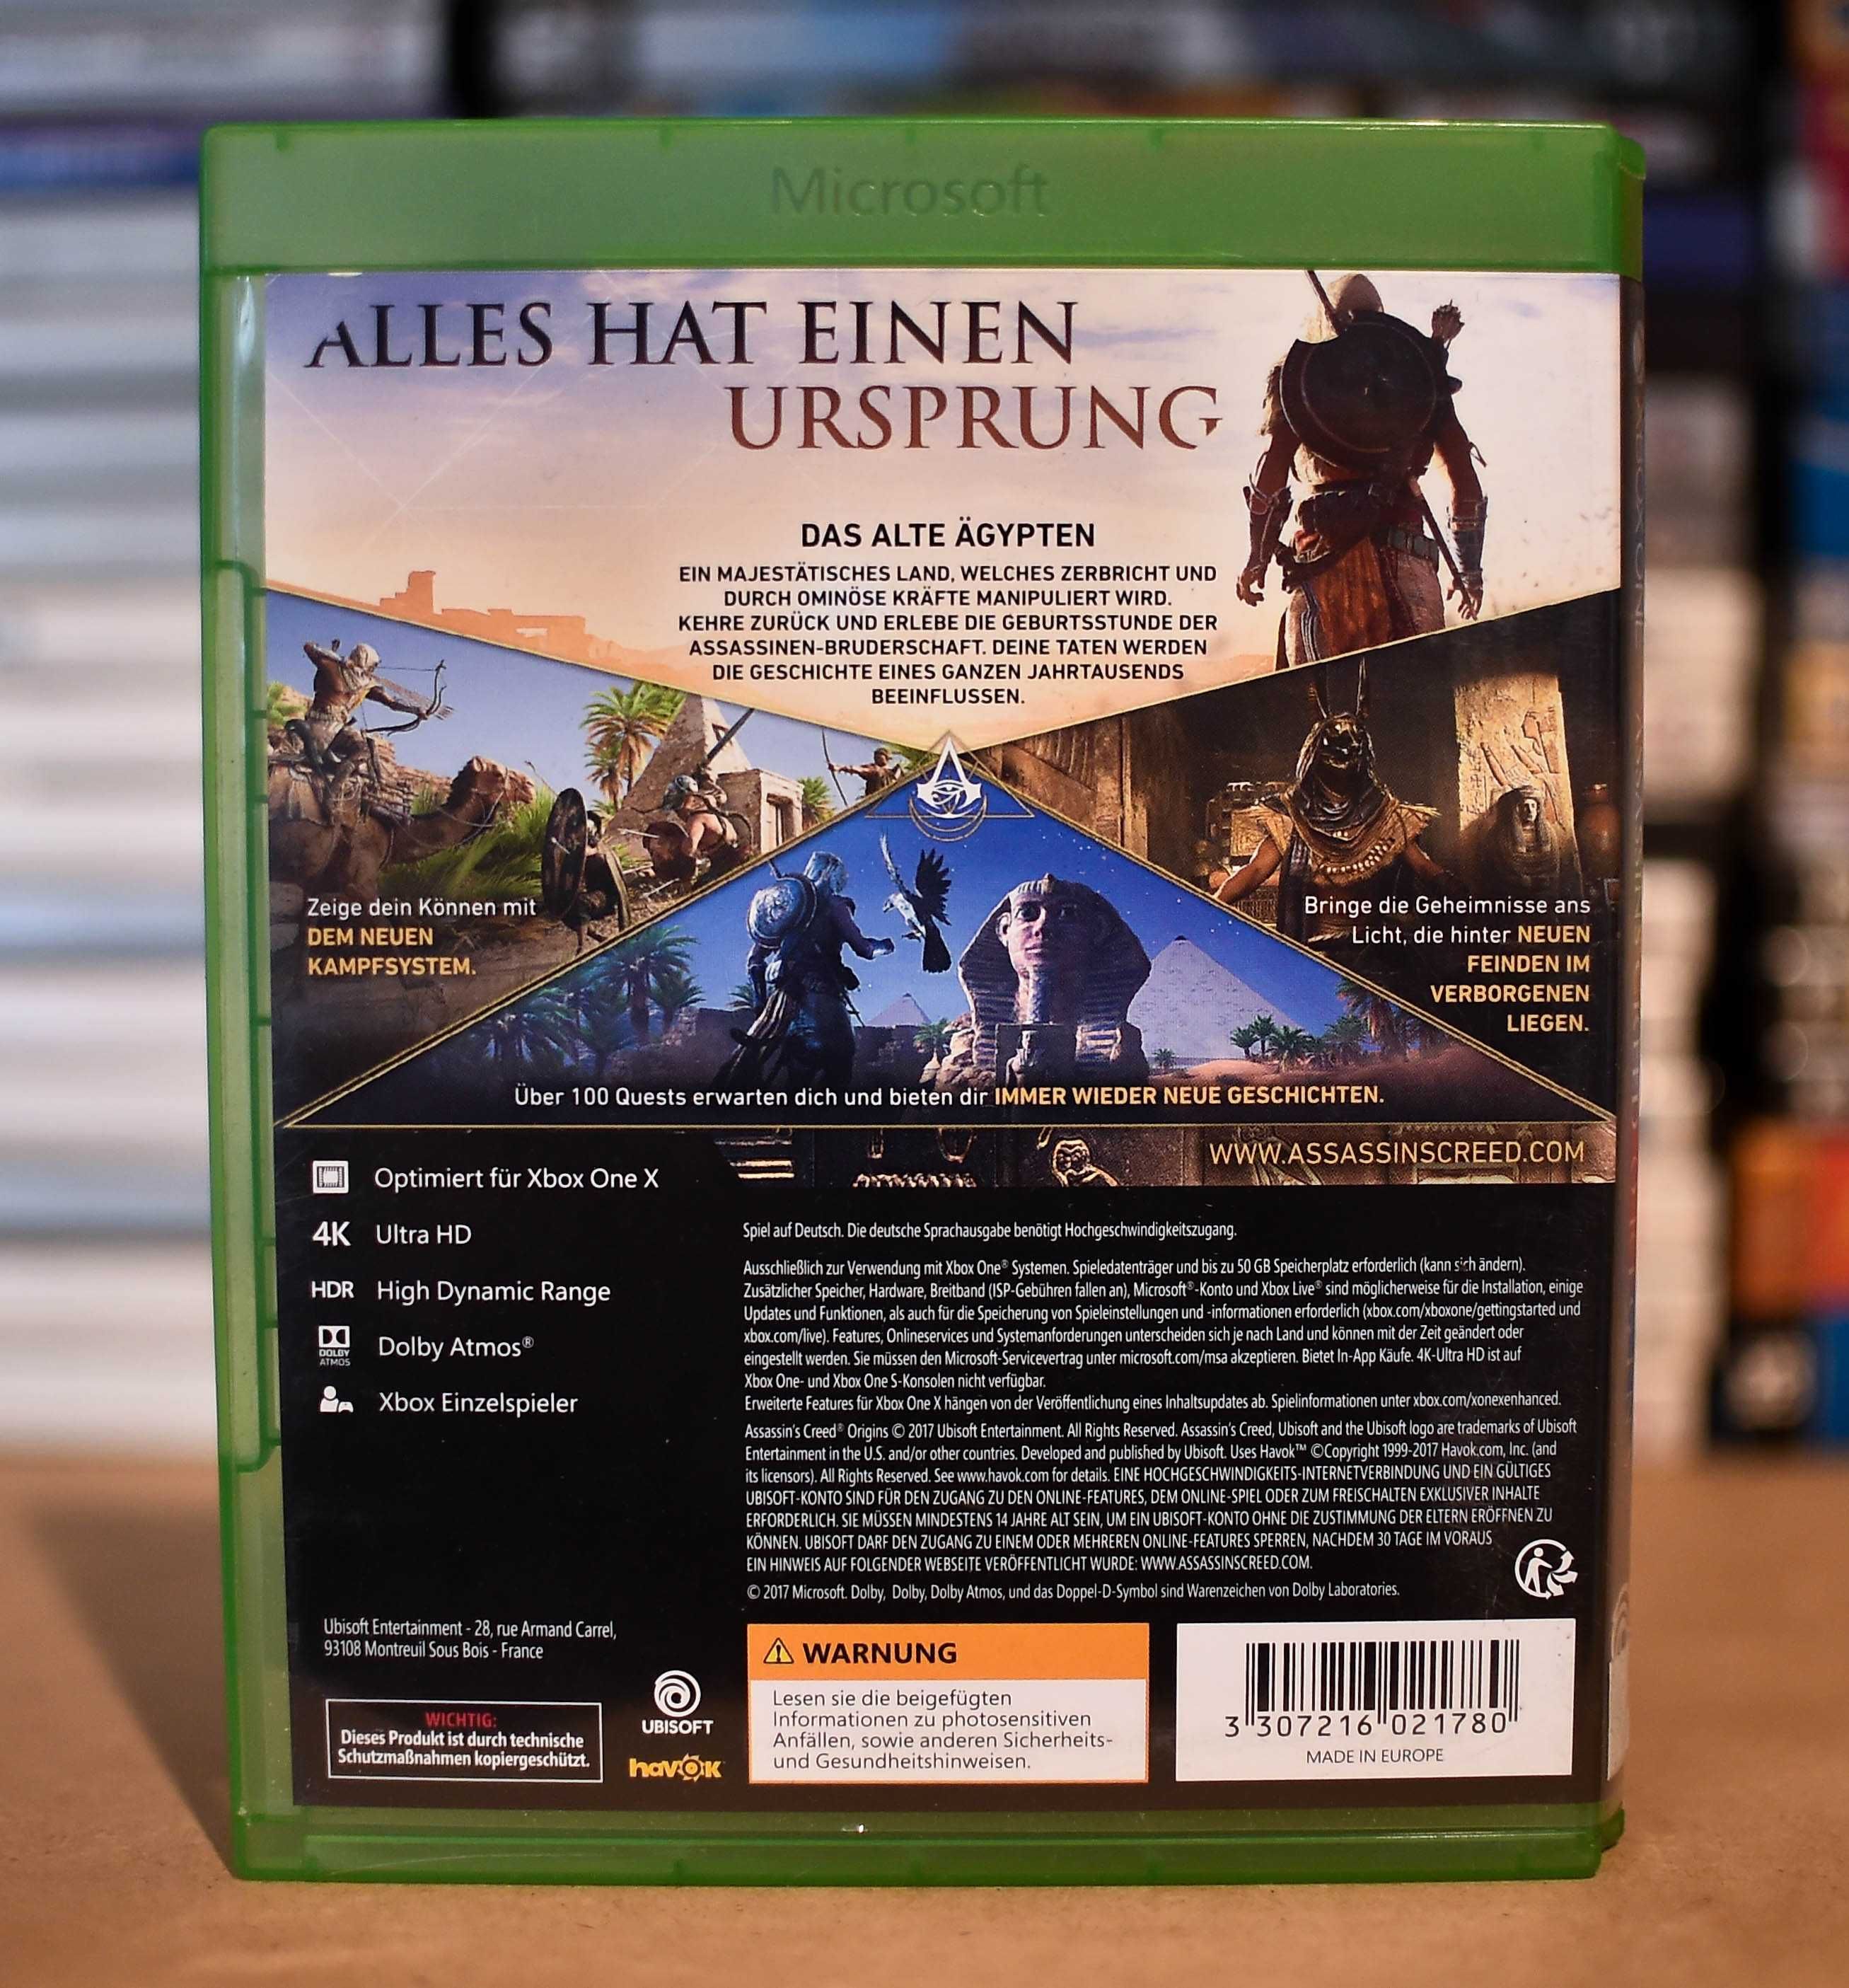 Microsoft
ALLES HAT EINEN
URSPRUNG
DAS ALTE ÄGYPTEN
EIN MAJESTÄTISCHES LAND, WELCHES ZERBRICHT UND
DURCH OMINÖSE KRÄFTE MANIPULIERT WIRD.
KEHRE ZURÜCK UND ERLEBE DIE GEBURTSSTUNDE DER
ASSASSINEN-BRUDERSCHAFT. DEINE TATEN WERDEN
DIE GESCHICHTE EINES GANZEN JAHRTAUSENDS
BEEINFLUSSEN.
Zeige dein Können mit
DEM NEUEN
KAMPFSYSTEM.
Bringe die Geheimnisse ans
Licht, die hinter NEUEN
FEINDEN IM
VERBORGENEN
LIEGEN.
Über 100 Quests erwarten dich und bieten dir IMMER WIEDER NEUE GESCHICHTEN.
WWW.ASSASSINSCREED.COM
Optimiert für Xbox One X
4K Ultra HD
HDR High Dynamic Range
DOLBY
ATMOS
Dolby Atmos®
Xbox Einzelspieler
Spiel auf Deutsch. Die deutsche Sprachausgabe benötigt Hochgeschwindigkeitszugang.
Ausschließlich zur Verwendung mit Xbox One® Systemen. Spieledatenträger und bis zu 50 GB Speicherplatz erforderlich (kann sich ändern).
Zusätzlicher Speicher, Hardware, Breitband (ISP-Gebühren fallen an), Microsoft®-Konto und Xbox Live® sind möglicherweise für die Installation, einige
Updates und Funktionen, als auch für die Speicherung von Spieleinstellungen und -informationen erforderlich (xbox.com/xboxone/gettingstarted und
xbox.com/live). Features, Onlineservices und Systemanforderungen unterscheiden sich je nach Land und können mit der Zeit geändert oder
eingestellt werden. Sie müssen den Microsoft-Servicevertrag unter microsoft.com/msa akzeptieren. Bietet In-App Käufe. 4K-Ultra HD ist auf
Xbox One- und Xbox One S-Konsolen nicht verfügbar.
Erweiterte Features für Xbox One X hängen von der Veröffentlichung eines Inhaltsupdates ab. Spielinformationen unter xbox.com/xonexenhanced.
Assassin's Creed® Origins © 2017 Ubisoft Entertainment. All Rights Reserved. Assassin's Creed, Ubisoft and the Ubisoft logo are trademarks of Ubisoft
Entertainment in the U.S. and/or other countries. Developed and published by Ubisoft. Uses Havok™ ©Copyright 1999-2017 Havok.com, Inc. (and
its licensors). All Rights Reserved. See www.havok.com for details. EINE HOCHGESCHWINDIGKEITS-INTERNETVERBINDUNG UND EIN GÜLTIGES
UBISOFT-KONTO SIND FÜR DEN ZUGANG ZU DEN ONLINE-FEATURES, DEM ONLINE-SPIEL ODER ZUM FREISCHALTEN EXKLUSIVER INHALTE
ERFORDERLICH. SIE MÜSSEN MINDESTENS 14 JAHRE ALT SEIN, UM EIN UBISOFT-KONTO OHNE DIE ZUSTIMMUNG DER ELTERN ERÖFFNEN ZU
KÖNNEN. UBISOFT DARF DEN ZUGANG ZU EINEM ODER MEHREREN ONLINE-FEATURES SPERREN, NACHDEM 30 TAGE IM VORAUS
EIN HINWEIS AUF FOLGENDER WEBSEITE VERÖFFENTLICHT WURDE: WWW.ASSASSINSCREED.COM.
© 2017 Microsoft. Dolby, Dolby, Dolby Atmos, und das Doppel-D-Symbol sind Warenzeichen von Dolby Laboratories.
Ubisoft Entertainment - 28, rue Armand Carrel,
93108 Montreuil Sous Bois - France
WICHTIG:
Dieses Produkt ist durch technische
Schutzmaßnahmen kopiergeschützt.
UBISOFT
havok
WARNUNG
Lesen sie die beigefügten
Informationen zu photosensitiven
Anfällen, sowie anderen Sicherheits-
und Gesundheitshinweisen.
3 307216 021780
MADE IN EUROPE